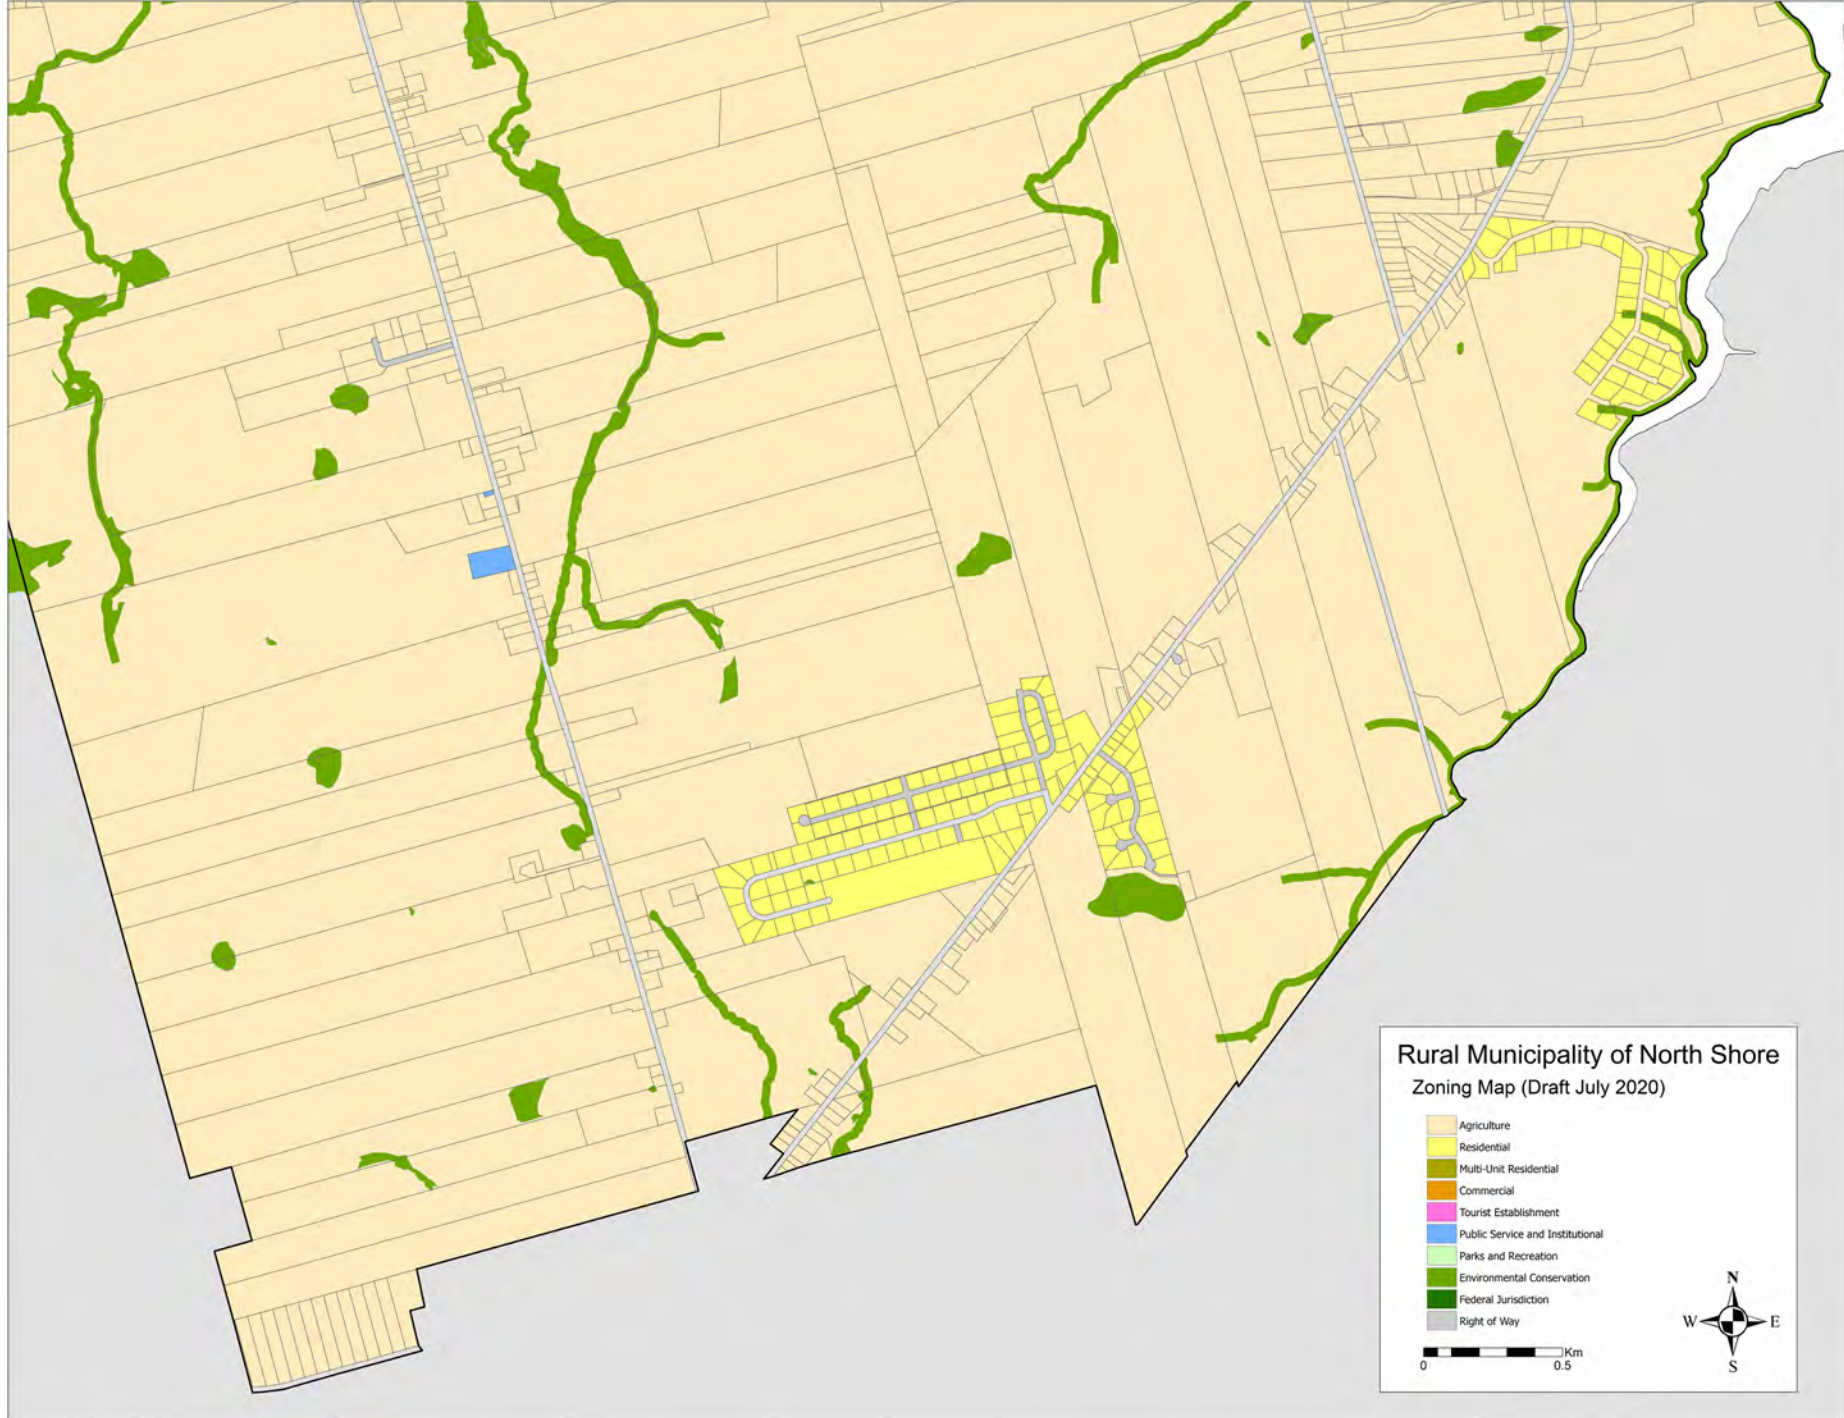 Rural Municipality of North Shore
Zoning Map (Draft July 2020)
Agriculture
Residential
Multi-Unit Residential
Commercial
Tourist Establishment
Public Service and Institutional
Parks and Recreation
Environmental Conservation
Federal Jurisdiction
Right of Way
N
W E
S
Km
0 0.5